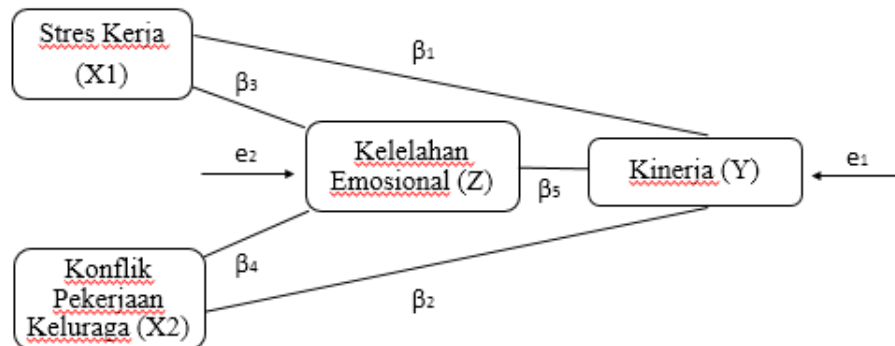 Stres Kerja
(X1)
β1
β3
e2
Kelelahan
Emosional (Z)
β5
Kinerja (Y)
e1
β4
β2
Konflik
Pekerjaan
Keluraga (X2)